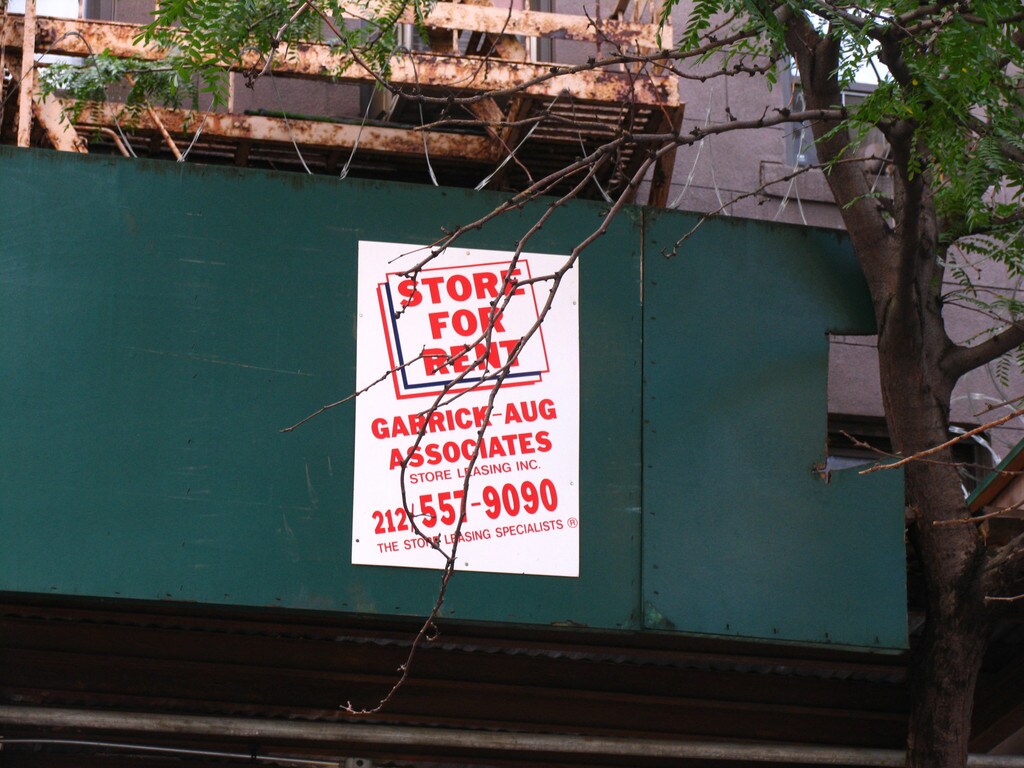 STORE
FOR
RENT
GARRICK-AUG
ASSOCIATES
STORE LEASING INC.
212/557-9090
THE STORE LEASING SPECIALISTS ®